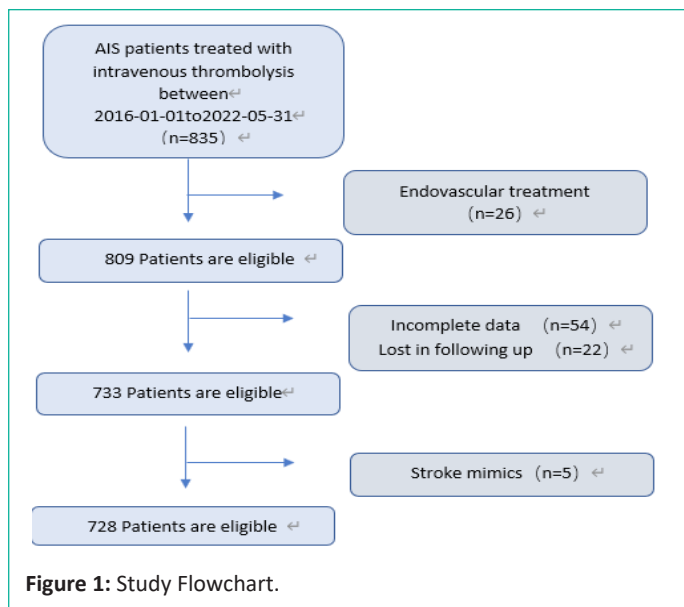 AIS patients treated with
intravenous thrombolysis
between↵
2016-01-01to2022-05-31↵
(n=835) ↵
Endovascular treatment
(n=26) ↵
809 Patients are eligible ↵
Incomplete data (n=54) ↵
Lost in following up (n=22) ↵
733 Patients are eligible↵
Stroke mimics (n=5) ↵
728 Patients are eligible ↵
Figure 1: Study Flowchart.